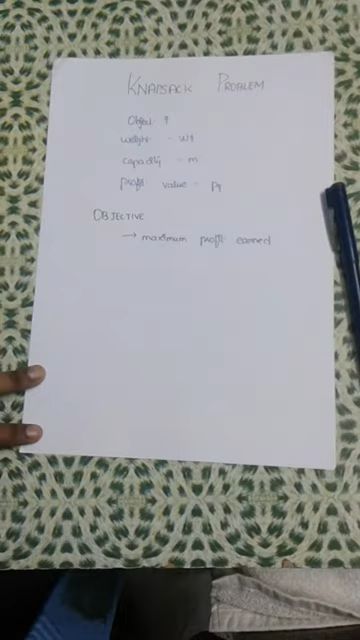 KNAPSACK PROBLEM
Object i
weight - wi
capacity - m
profit value - pi
OBJECTIVE
→ maximum profit earned